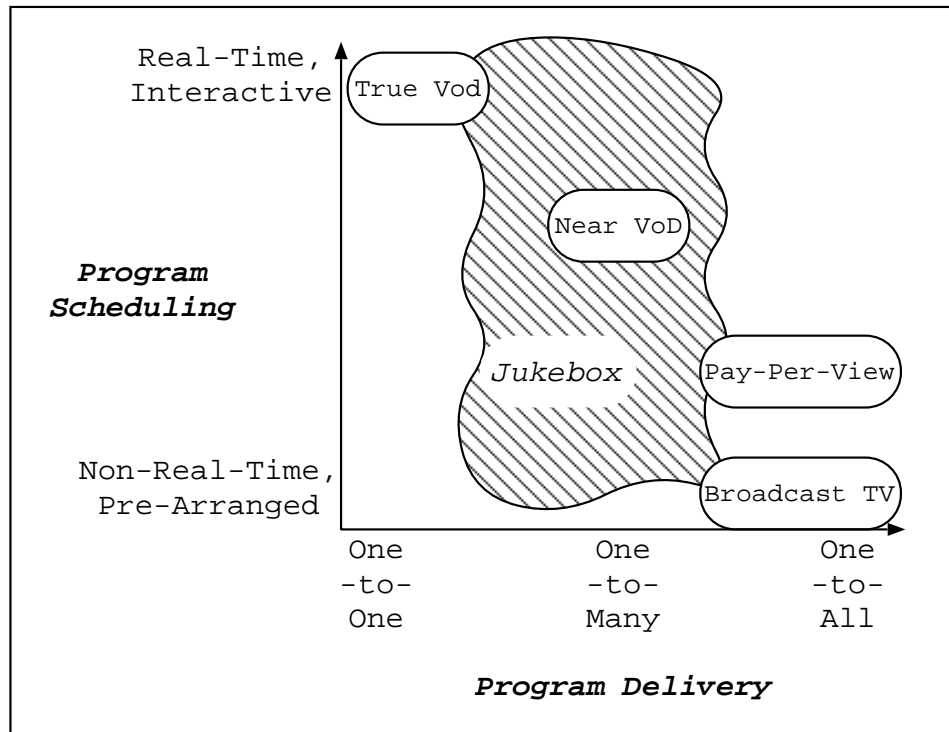 Real-Time,
Interactive
True Vod
Near VoD
Program
Scheduling
Jukebox
Pay-Per-View
Non-Real-Time,
Pre-Arranged
Broadcast TV
One
-to-
One
One
-to-
Many
One
-to-
All
Program Delivery